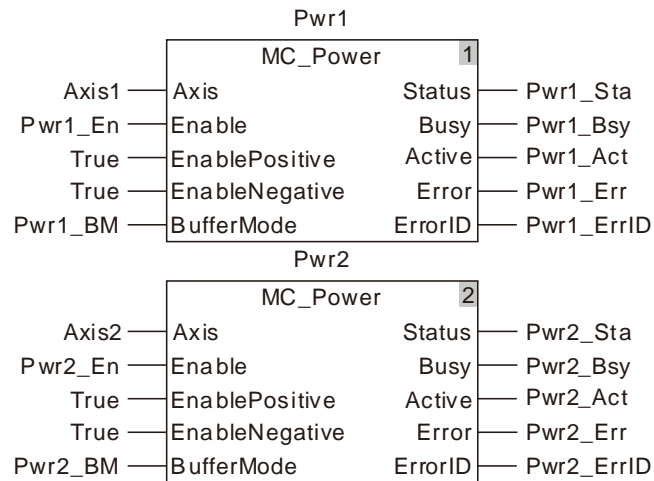 Pwr1
MC_Power 1
Axis1 Axis Status Pwr1_Sta
Pwr1_En Enable Busy Pwr1_Bsy
True EnablePositive Active Pwr1_Act
True EnableNegative Error Pwr1_Err
Pwr1_BM BufferMode ErrorID Pwr1_ErrID
Pwr2
MC_Power 2
Axis2 Axis Status Pwr2_Sta
Pwr2_En Enable Busy Pwr2_Bsy
True EnablePositive Active Pwr2_Act
True EnableNegative Error Pwr2_Err
Pwr2_BM BufferMode ErrorID Pwr2_ErrID